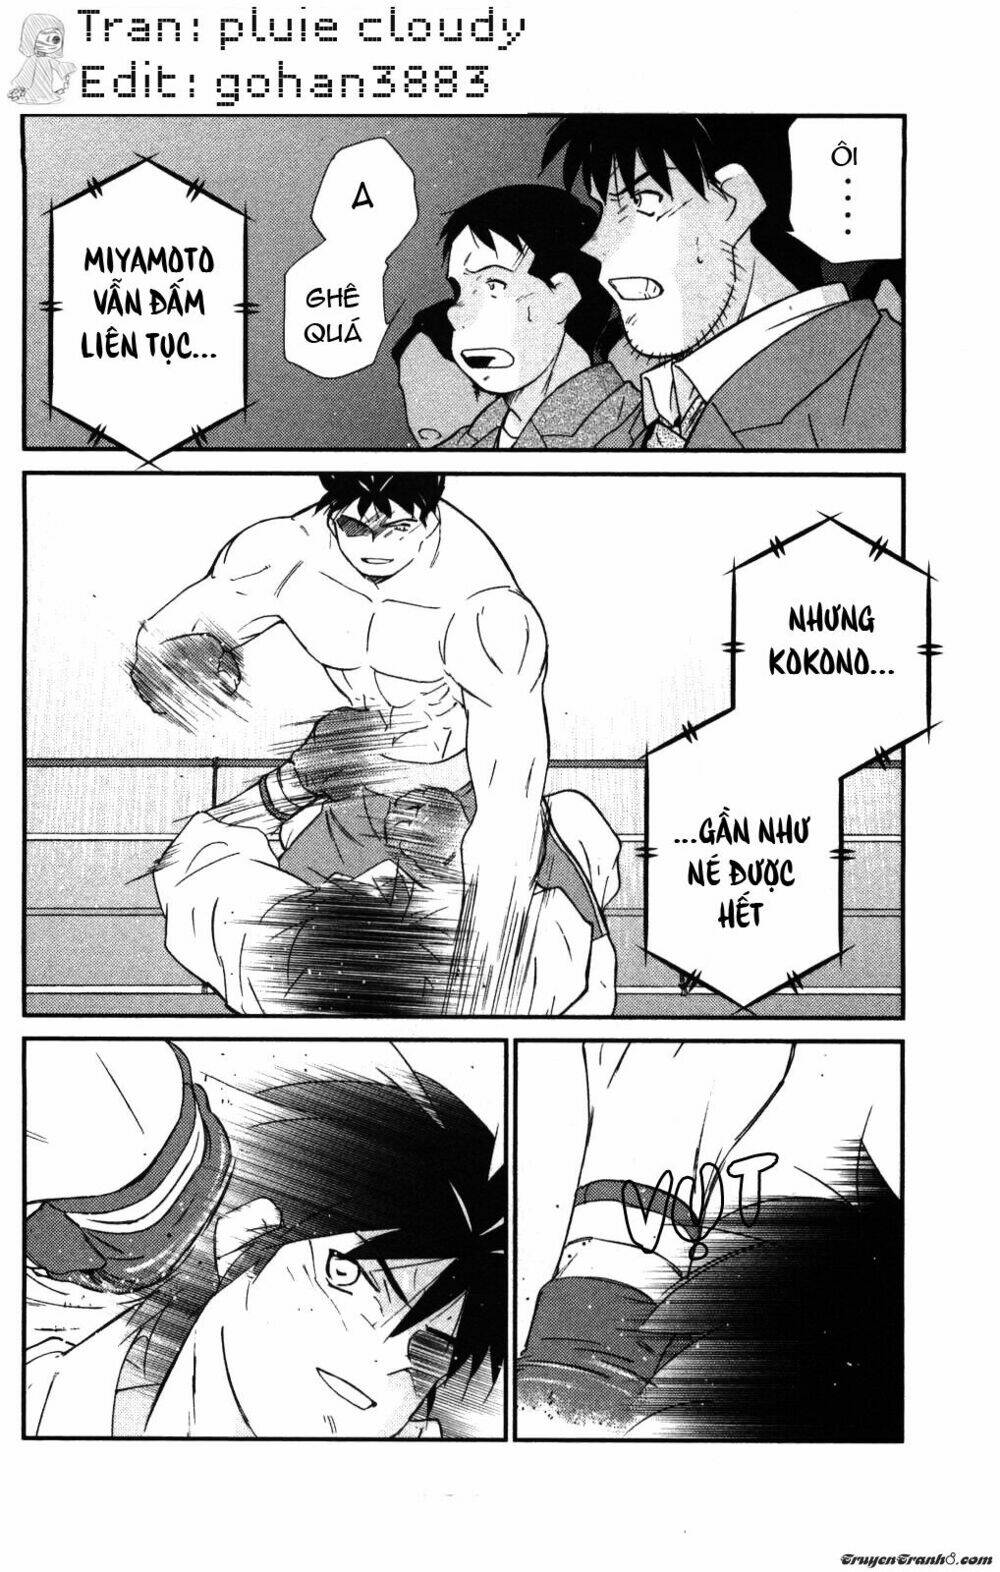 Tran: pluie cloudy
Edit: gohan3883
ÔI
....
A
GHÊ
QUÁ
MIYAMOTO
VẪN ĐẤM
LIÊN TỤC...
NHƯNG
KOKONO...
...GẦN NHƯ
NÉ ĐƯỢC
HẾT
VỤT
TruyenTranh8.com